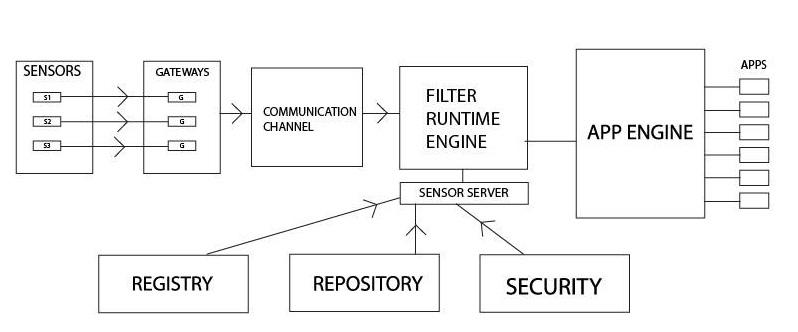 SENSORS
S1
S2
S3
GATEWAYS
G
G
G
COMMUNICATION
CHANNEL
FILTER
RUNTIME
ENGINE
SENSOR SERVER
APP ENGINE
APPS
REGISTRY
REPOSITORY
SECURITY